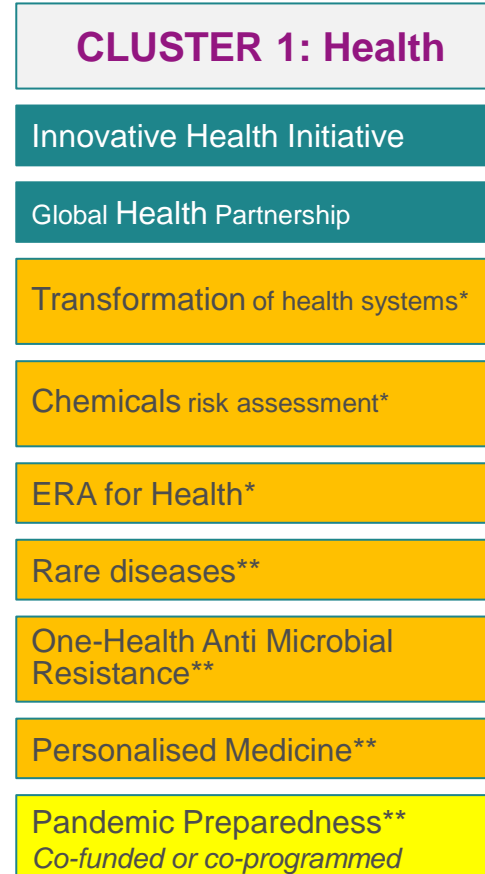 CLUSTER 1: Health
Innovative Health Initiative
Global Health Partnership
Transformation of health systems*
Chemicals risk assessment*
ERA for Health*
Rare diseases**
One-Health Anti Microbial
Resistance**
Personalised Medicine**
Pandemic Preparedness**
Co-funded or co-programmed